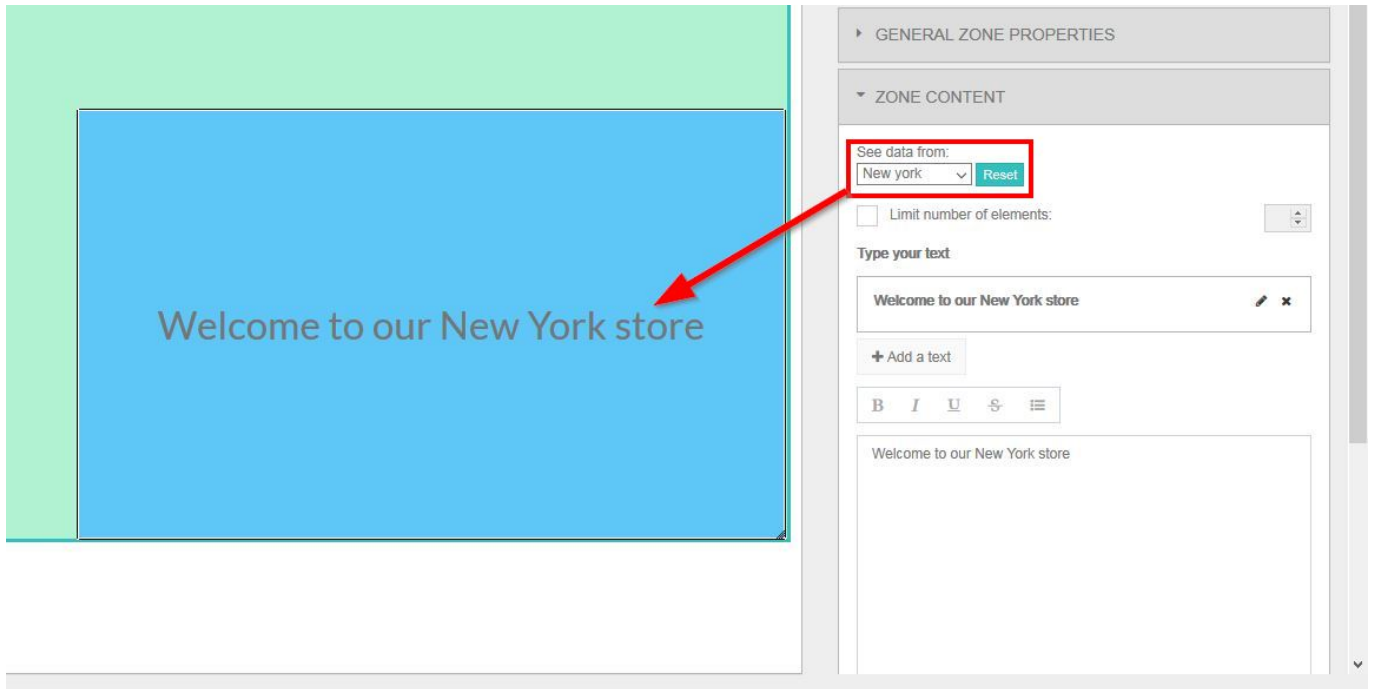 GENERAL ZONE PROPERTIES
ZONE CONTENT
See data from:
New york Reset
Limit number of elements:
Type your text
Welcome to our New York store
Add a text
B I U S
Welcome to our New York store
Welcome to our New York store